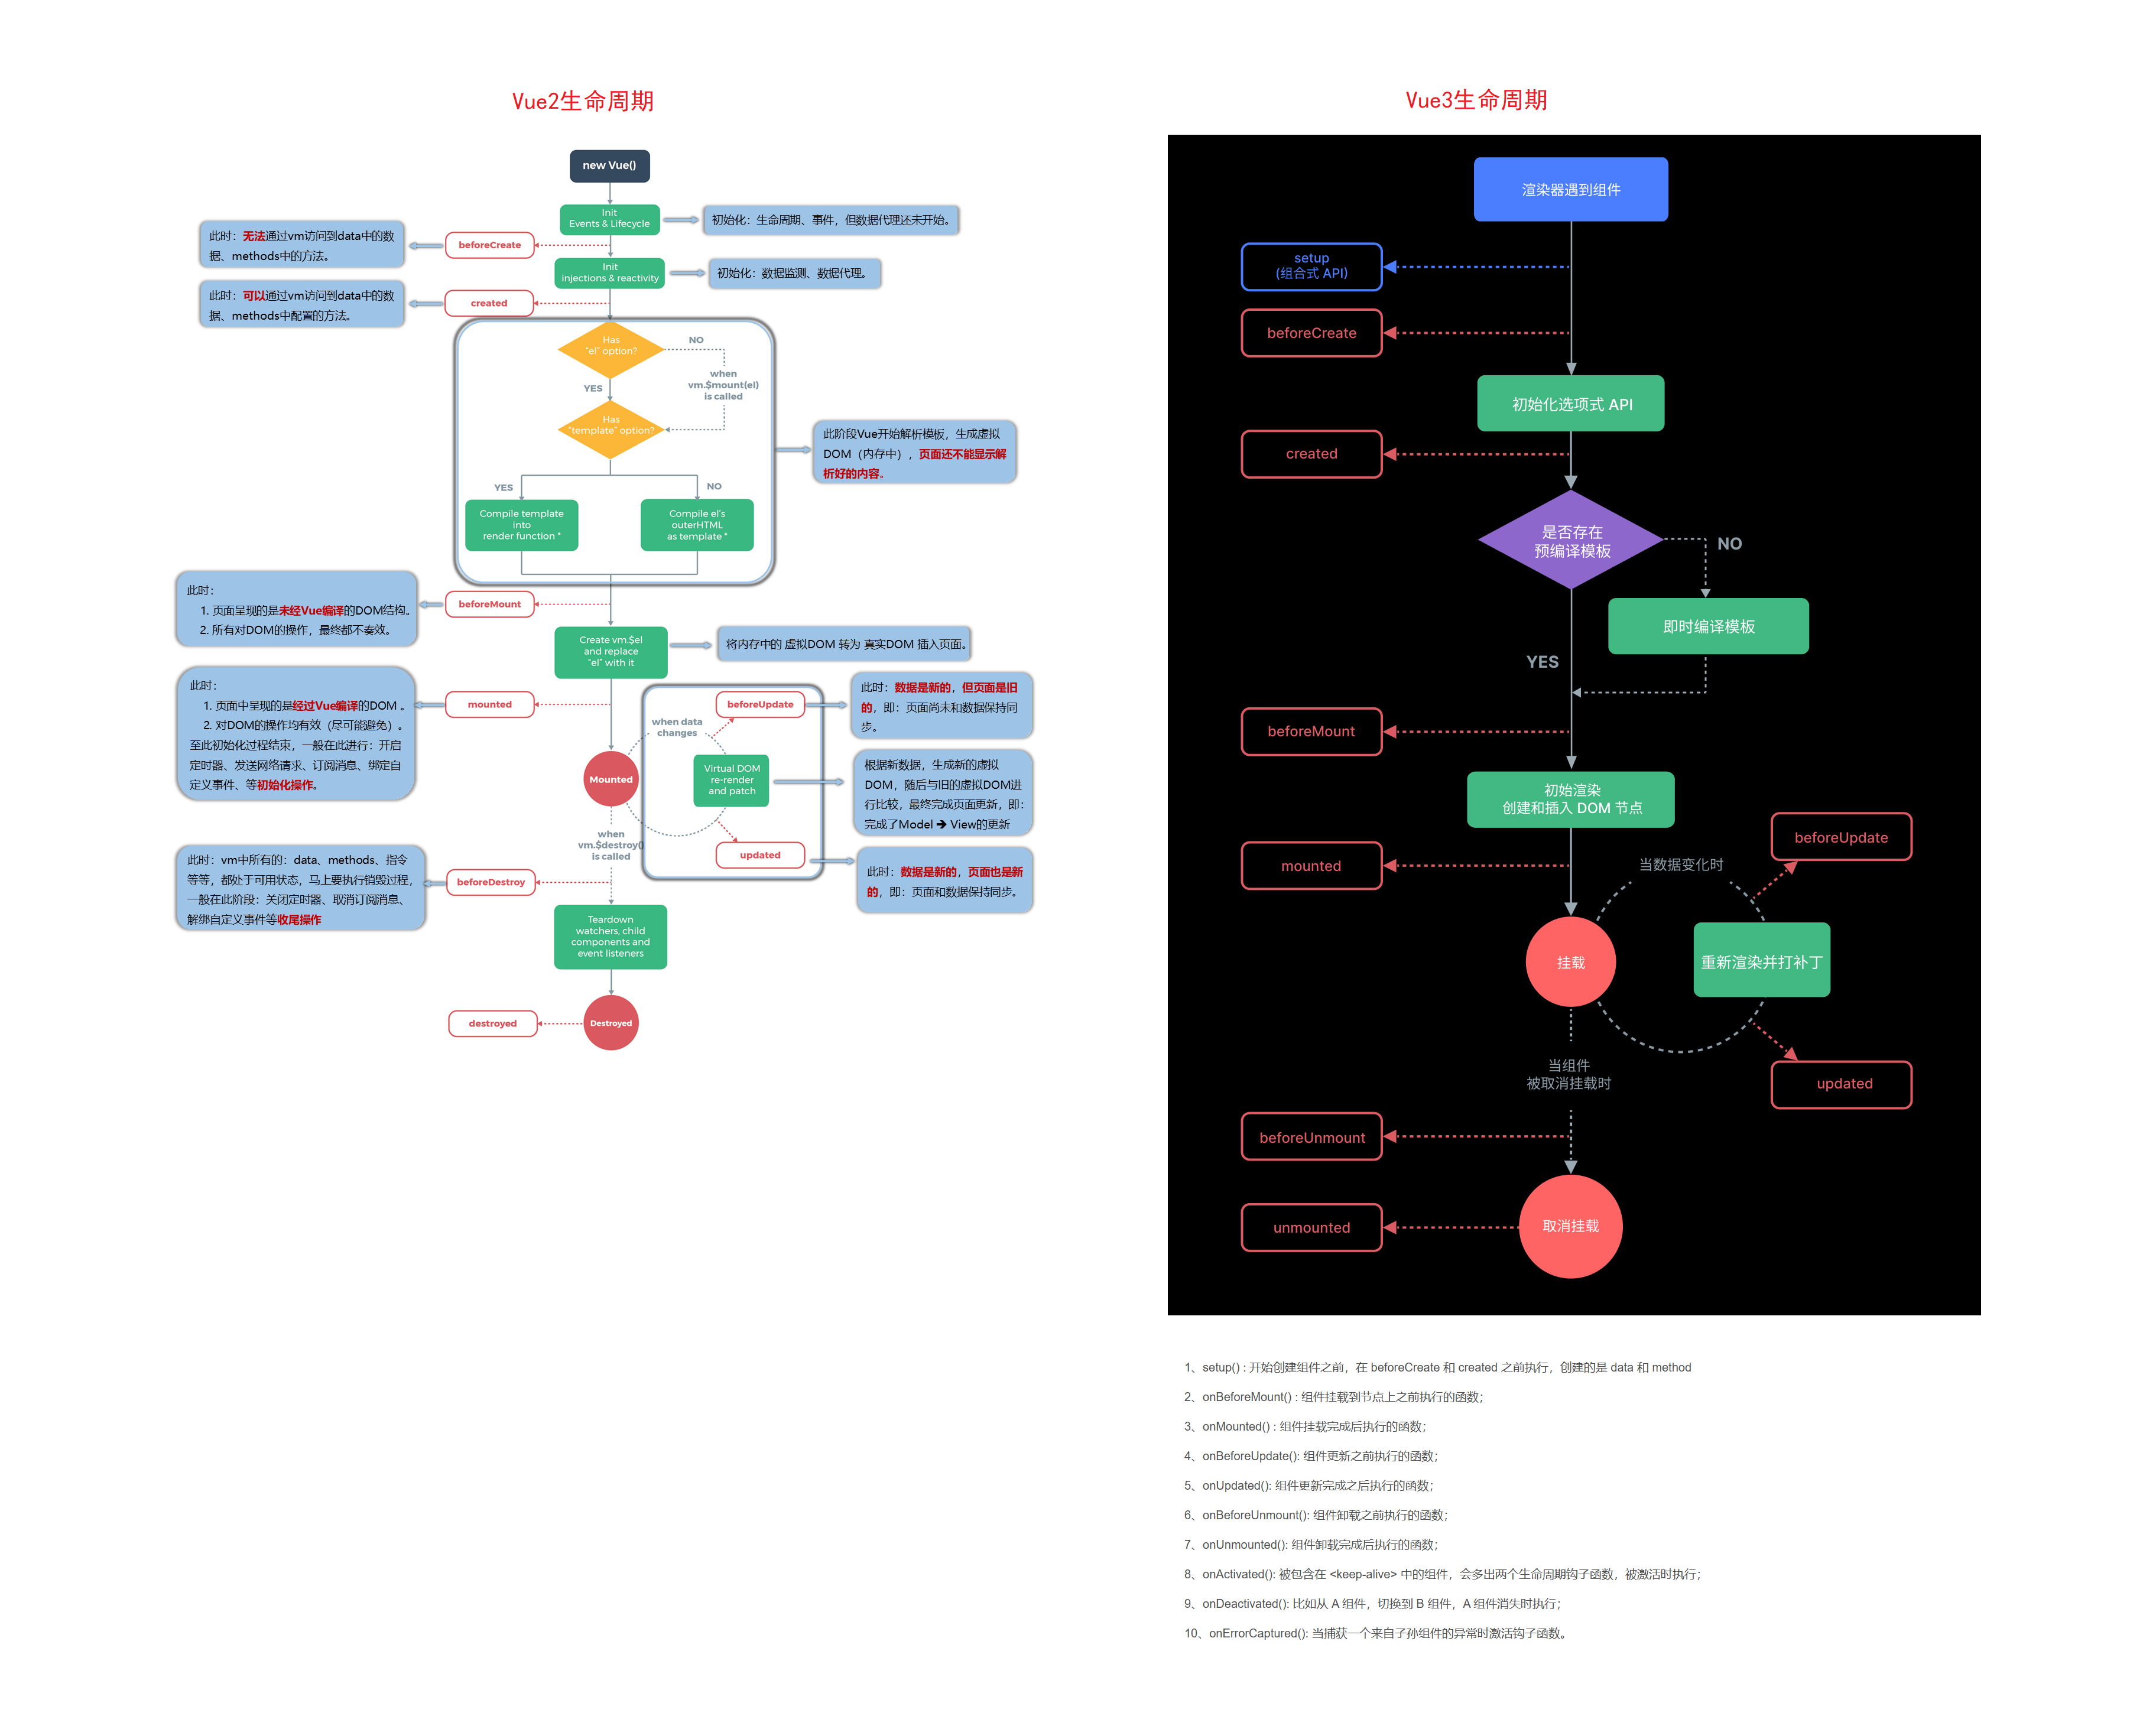 Vue2生命周期
new Vue()
Init
Events & Lifecycle
初始化：生命周期、事件，但数据代理还未开始。
beforeCreate
此时：无法通过vm访问到data中的数
据、methods中的方法。
Init
injections & reactivity
初始化：数据监测、数据代理。
created
此时：可以通过vm访问到data中的数
据、methods中配置的方法。
Has
"el" option?
NO
when
vm.$mount(el)
is called
YES
Has
"template" option?
此阶段Vue开始解析模板，生成虚拟
DOM（内存中），页面还不能显示解
析好的内容。
YES
NO
Compile template
into
render function *
Compile el's
outerHTML
as template *
beforeMount
此时：
1. 页面呈现的是未经Vue编译的DOM结构。
2. 所有对DOM的操作，最终都不奏效。
Create vm.$el
and replace
"el" with it
将内存中的 虚拟DOM 转为 真实DOM 插入页面。
mounted
此时：
1. 页面中呈现的是经过Vue编译的DOM 。
2. 对DOM的操作均有效（尽可能避免）。
至此初始化过程结束，一般在此进行：开启
定时器、发送网络请求、订阅消息、绑定自
定义事件、等初始化操作。
Mounted
when data
changes
beforeUpdate
此时：数据是新的，但页面是旧
的，即：页面尚未和数据保持同
步。
Virtual DOM
re-render
and patch
根据新数据，生成新的虚拟
DOM，随后与旧的虚拟DOM进
行比较，最终完成页面更新，即：
完成了Model ➔ View的更新
updated
此时：数据是新的，页面也是新
的，即：页面和数据保持同步。
when
vm.$destroy()
is called
beforeDestroy
此时：vm中所有的：data、methods、指令
等等，都处于可用状态，马上要执行销毁过程，
一般在此阶段：关闭定时器、取消订阅消息、
解绑自定义事件等收尾操作
Teardown
watchers, child
components and
event listeners
destroyed
Destroyed
Vue3生命周期
渲染器遇到组件
setup
(组合式 API)
beforeCreate
初始化选项式 API
created
是否存在
预编译模板
NO
即时编译模板
YES
beforeMount
初始渲染
创建和插入 DOM 节点
mounted
当数据变化时
beforeUpdate
挂载
重新渲染并打补丁
updated
当组件
被取消挂载时
beforeUnmount
unmounted
取消挂载
1、setup() : 开始创建组件之前，在 beforeCreate 和 created 之前执行，创建的是 data 和 method
2、onBeforeMount() : 组件挂载到节点上之前执行的函数；
3、onMounted() : 组件挂载完成后执行的函数；
4、onBeforeUpdate(): 组件更新之前执行的函数；
5、onUpdated(): 组件更新完成之后执行的函数；
6、onBeforeUnmount(): 组件卸载之前执行的函数；
7、onUnmounted(): 组件卸载完成后执行的函数；
8、onActivated(): 被包含在 <keep-alive> 中的组件，会多出两个生命周期钩子函数，被激活时执行；
9、onDeactivated(): 比如从 A 组件，切换到 B 组件，A 组件消失时执行；
10、onErrorCaptured(): 当捕获一个来自子孙组件的异常时激活钩子函数。